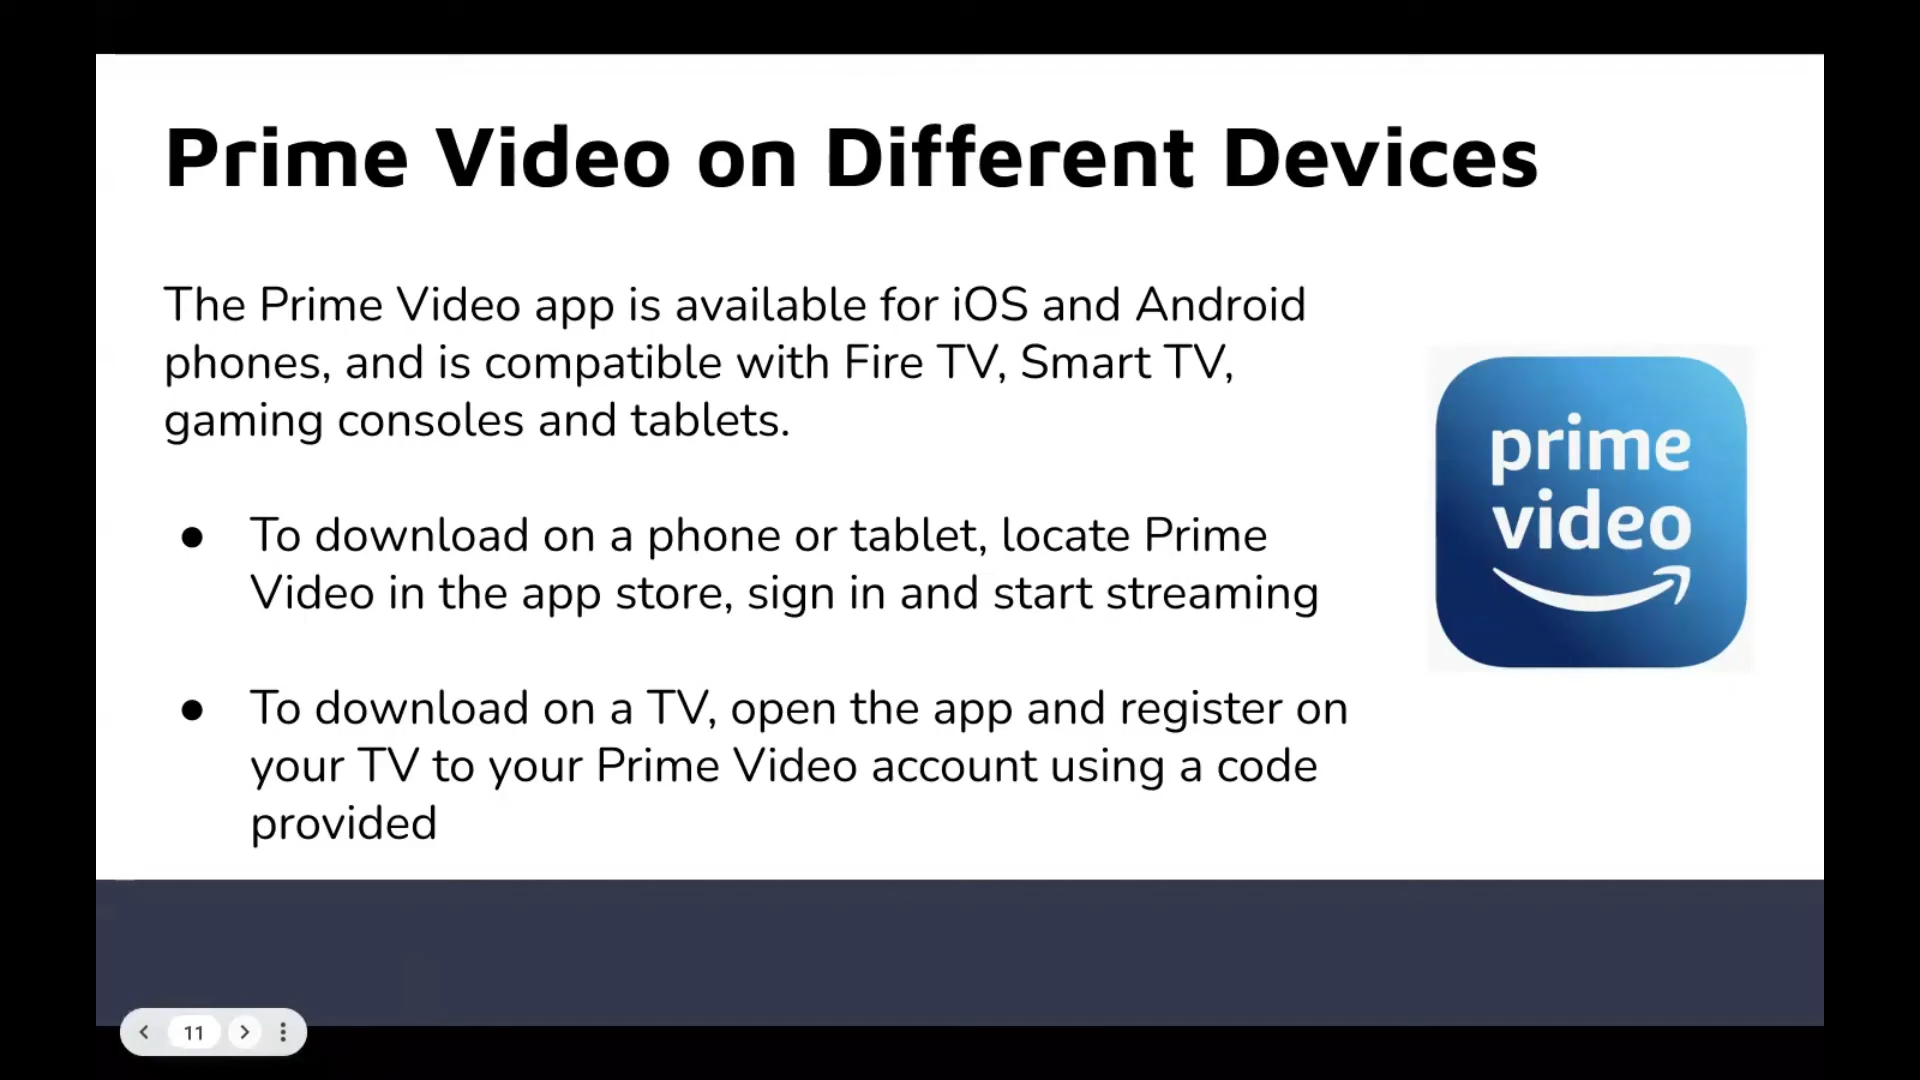 Prime Video on Different Devices
The Prime Video app is available for iOS and Android
phones, and is compatible with Fire TV, Smart TV,
gaming consoles and tablets.
● To download on a phone or tablet, locate Prime
Video in the app store, sign in and start streaming
● To download on a TV, open the app and register on
your TV to your Prime Video account using a code
provided
prime
video
11